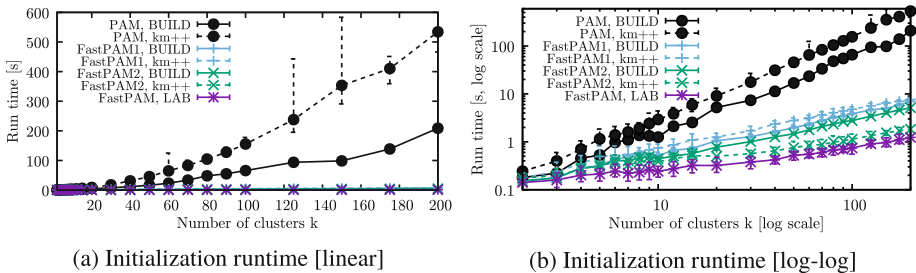 600
500
400
300
200
100
0
Run time [s]
PAM, BUILD
PAM, km++
FastPAM1, BUILD
FastPAM1, km++
FastPAM2, BUILD
FastPAM2, km++
FastPAM, LAB
20 40 60 80 100 120 140 160 180 200
Number of clusters k
(a) Initialization runtime [linear]
100
10
1
0.1
Run time [s, log scale]
PAM, BUILD
PAM, km++
FastPAM1, BUILD
FastPAM1, km++
FastPAM2, BUILD
FastPAM2, km++
FastPAM, LAB
10 100
Number of clusters k [log scale]
(b) Initialization runtime [log-log]